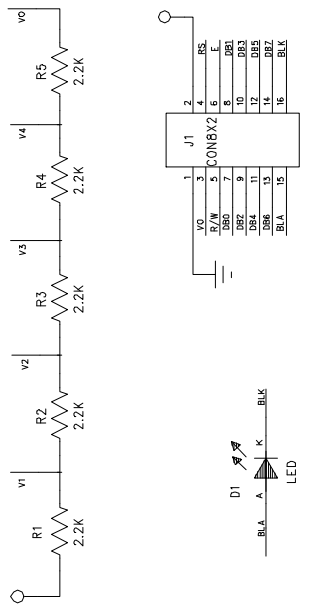 V1 V2 V3 V4 V0
R1 R2 R3 R4 R5
2.2K 2.2K 2.2K 2.2K 2.2K
J1
CON8X2
1 2
VO 3 4 RS
R/W 5 6 E
DB0 7 8 DB1
DB2 9 10 DB3
DB4 11 12 DB5
DB6 13 14 DB7
BLA 15 16 BLK
D1
BLA A K BLK
LED